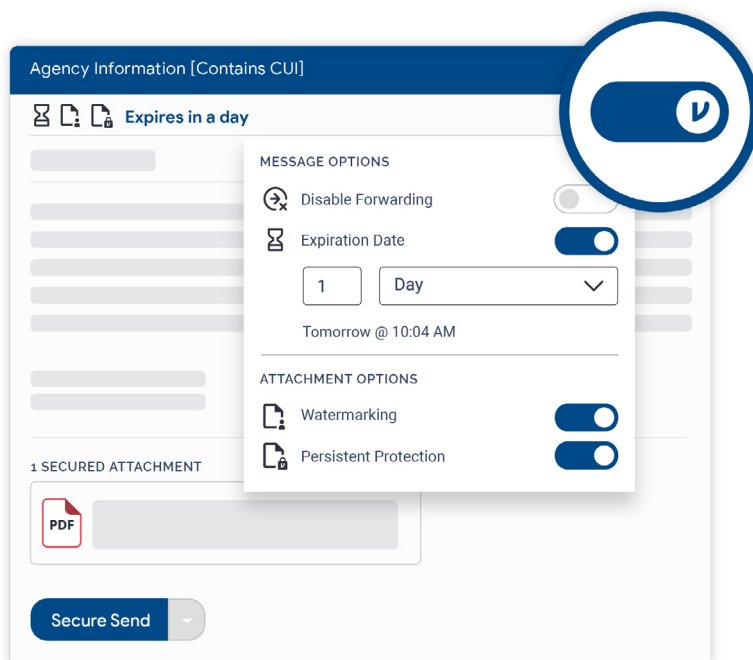 Agency Information [Contains CUI]
Expires in a day
MESSAGE OPTIONS
Disable Forwarding
Expiration Date
1
Day
Tomorrow @ 10:04 AM
ATTACHMENT OPTIONS
Watermarking
Persistent Protection
1 SECURED ATTACHMENT
PDF
Secure Send